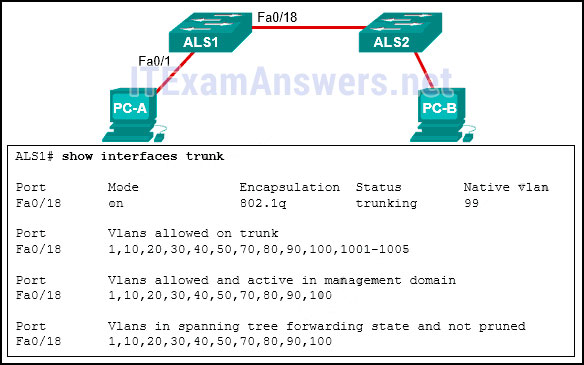 Fa0/18
ALS1
ALS2
Fa0/1
ITExamAnswers.net
PC-A
PC-B
ALS1# show interfaces trunk
Port Mode Encapsulation Status Native vlan
Fa0/18 on 802.1q trunking 99
Port Vlans allowed on trunk
Fa0/18 1,10,20,30,40,50,70,80,90,100,1001-1005
Port Vlans allowed and active in management domain
Fa0/18 1,10,20,30,40,50,70,80,90,100
Port Vlans in spanning tree forwarding state and not pruned
Fa0/18 1,10,20,30,40,50,70,80,90,100